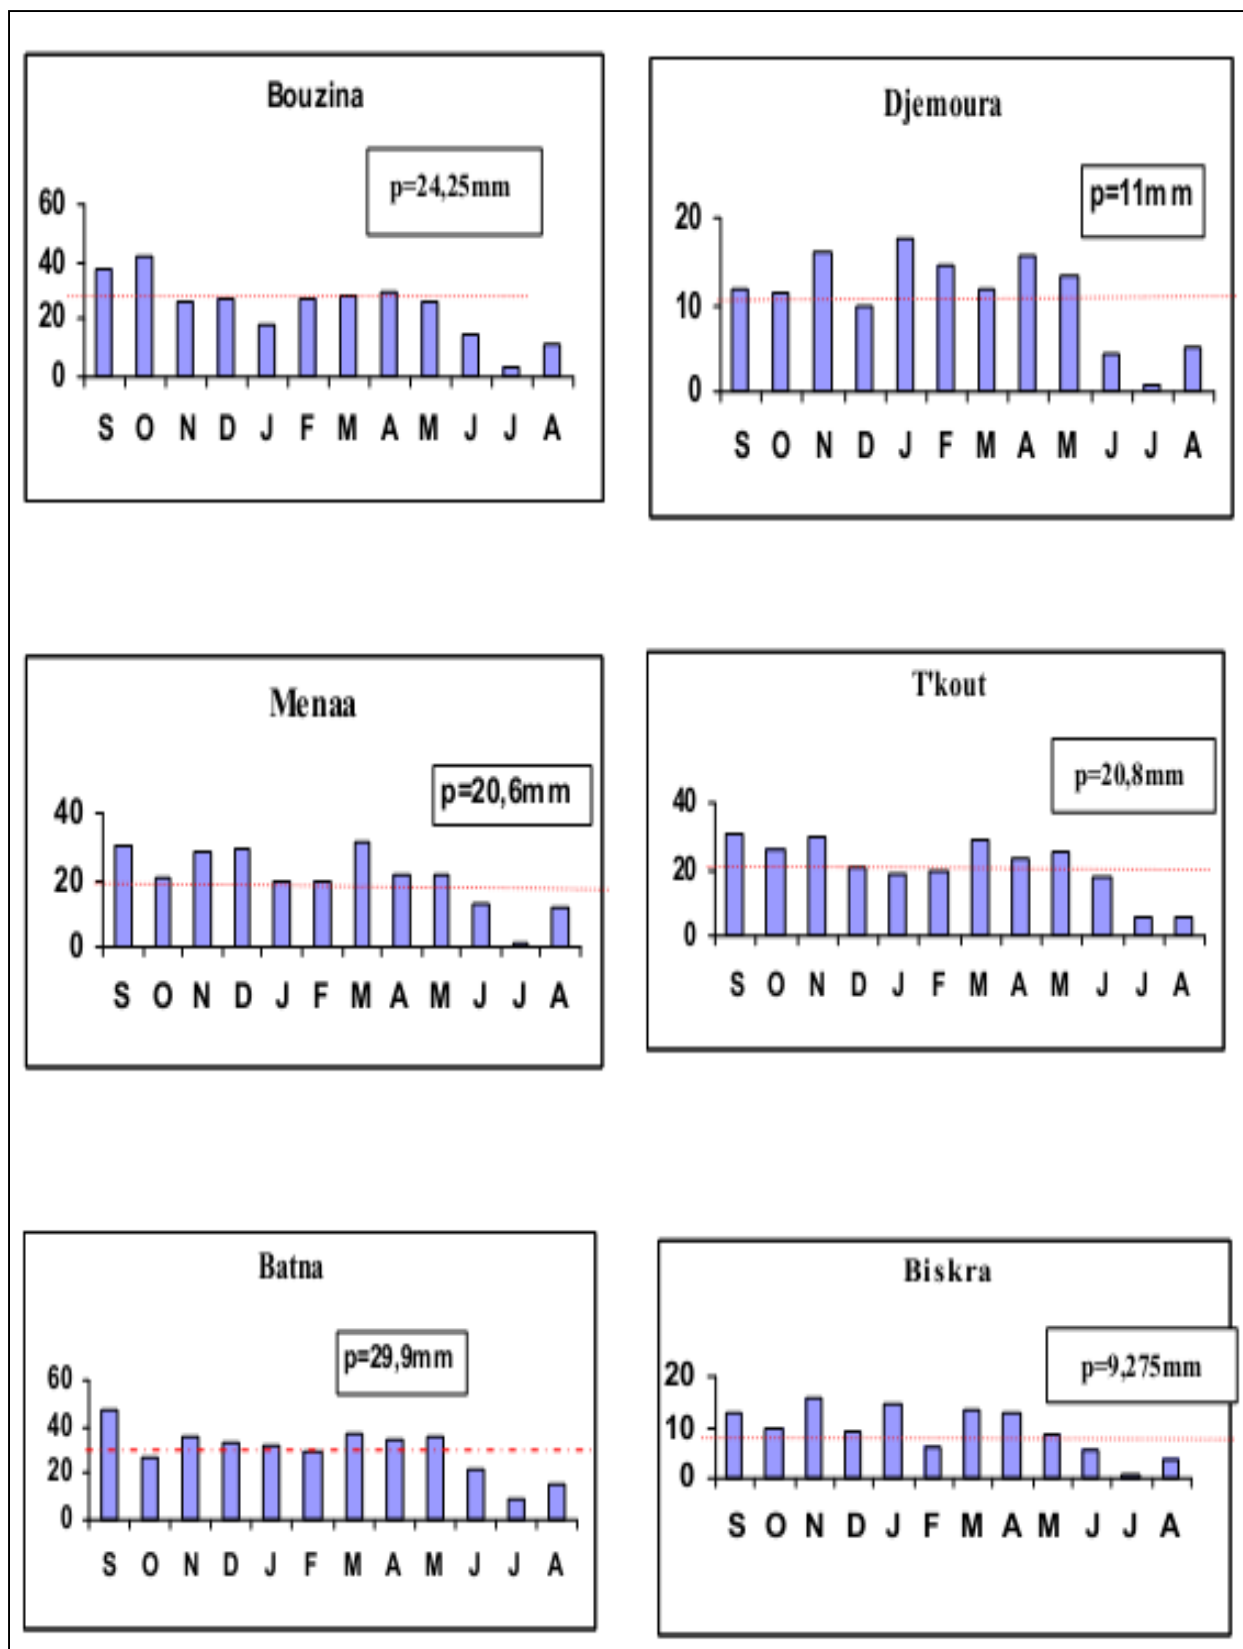 Bouzina
p=24,25mm
60
40
20
0
S O N D J F M A M J J A
Djemoura
p=11mm
20
10
0
S O N D J F M A M J J A
Menaa
p=20,6mm
40
20
0
S O N D J F M A M J J A
T'kout
p=20,8mm
40
20
0
S O N D J F M A M J J A
Batna
p=29,9mm
60
40
20
0
S O N D J F M A M J J A
Biskra
p=9,275mm
20
10
0
S O N D J F M A M J J A